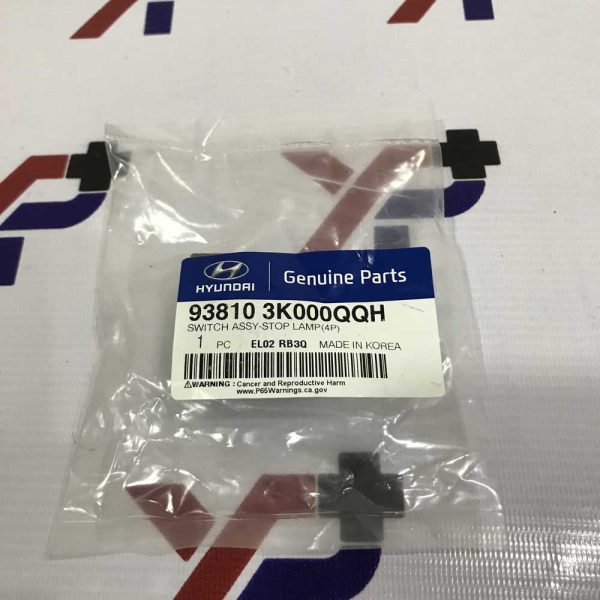 HYUNDAI
Genuine Parts
93810 3K000QQH
SWITCH ASSY-STOP LAMP(4P)
1 PC EL02 RB3Q MADE IN KOREA
⚠WARNING : Cancer and Reproductive Harm
www.P65Warnings.ca.gov